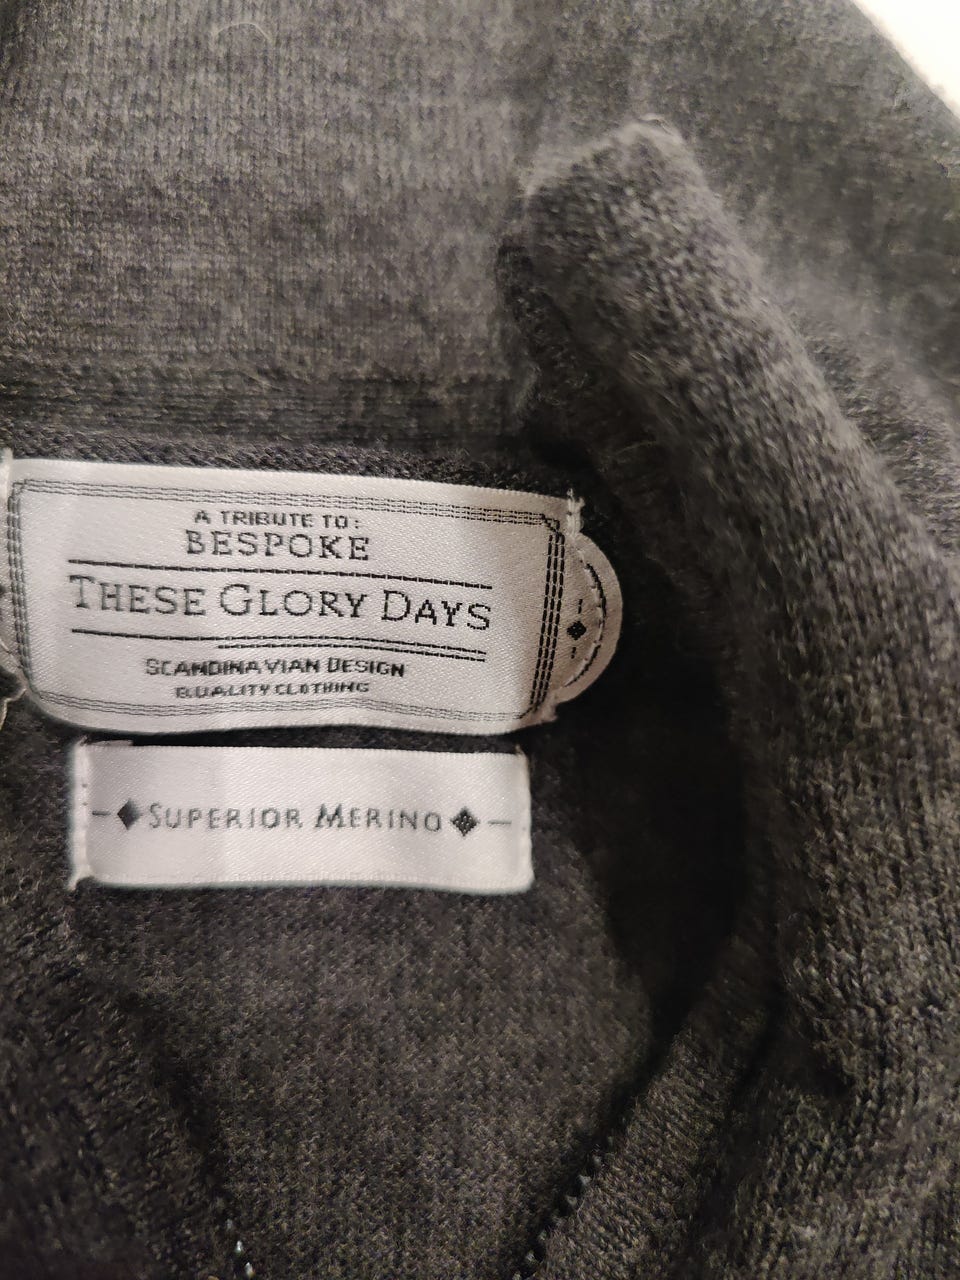 A TRIBUTE TO:
BESPOKE
THESE GLORY DAYS
SCANDINAVIAN DESIGN
QUALITY CLOTHING
SUPERIOR MERINO